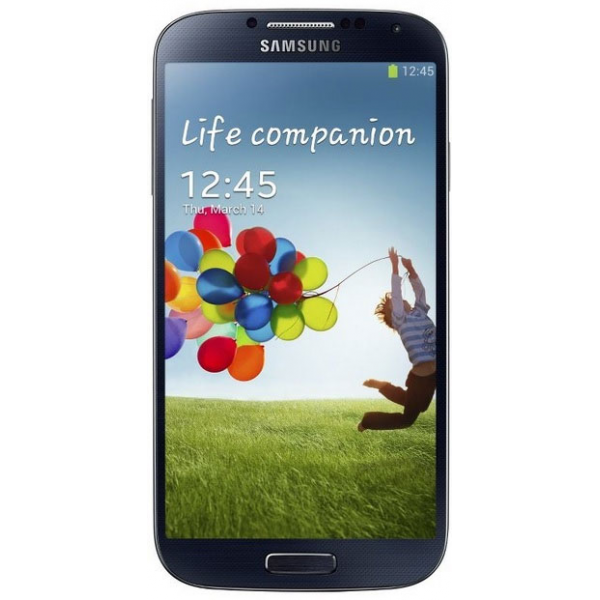 SAMSUNG
12:45
Life companion
12:45
Thu, March 14